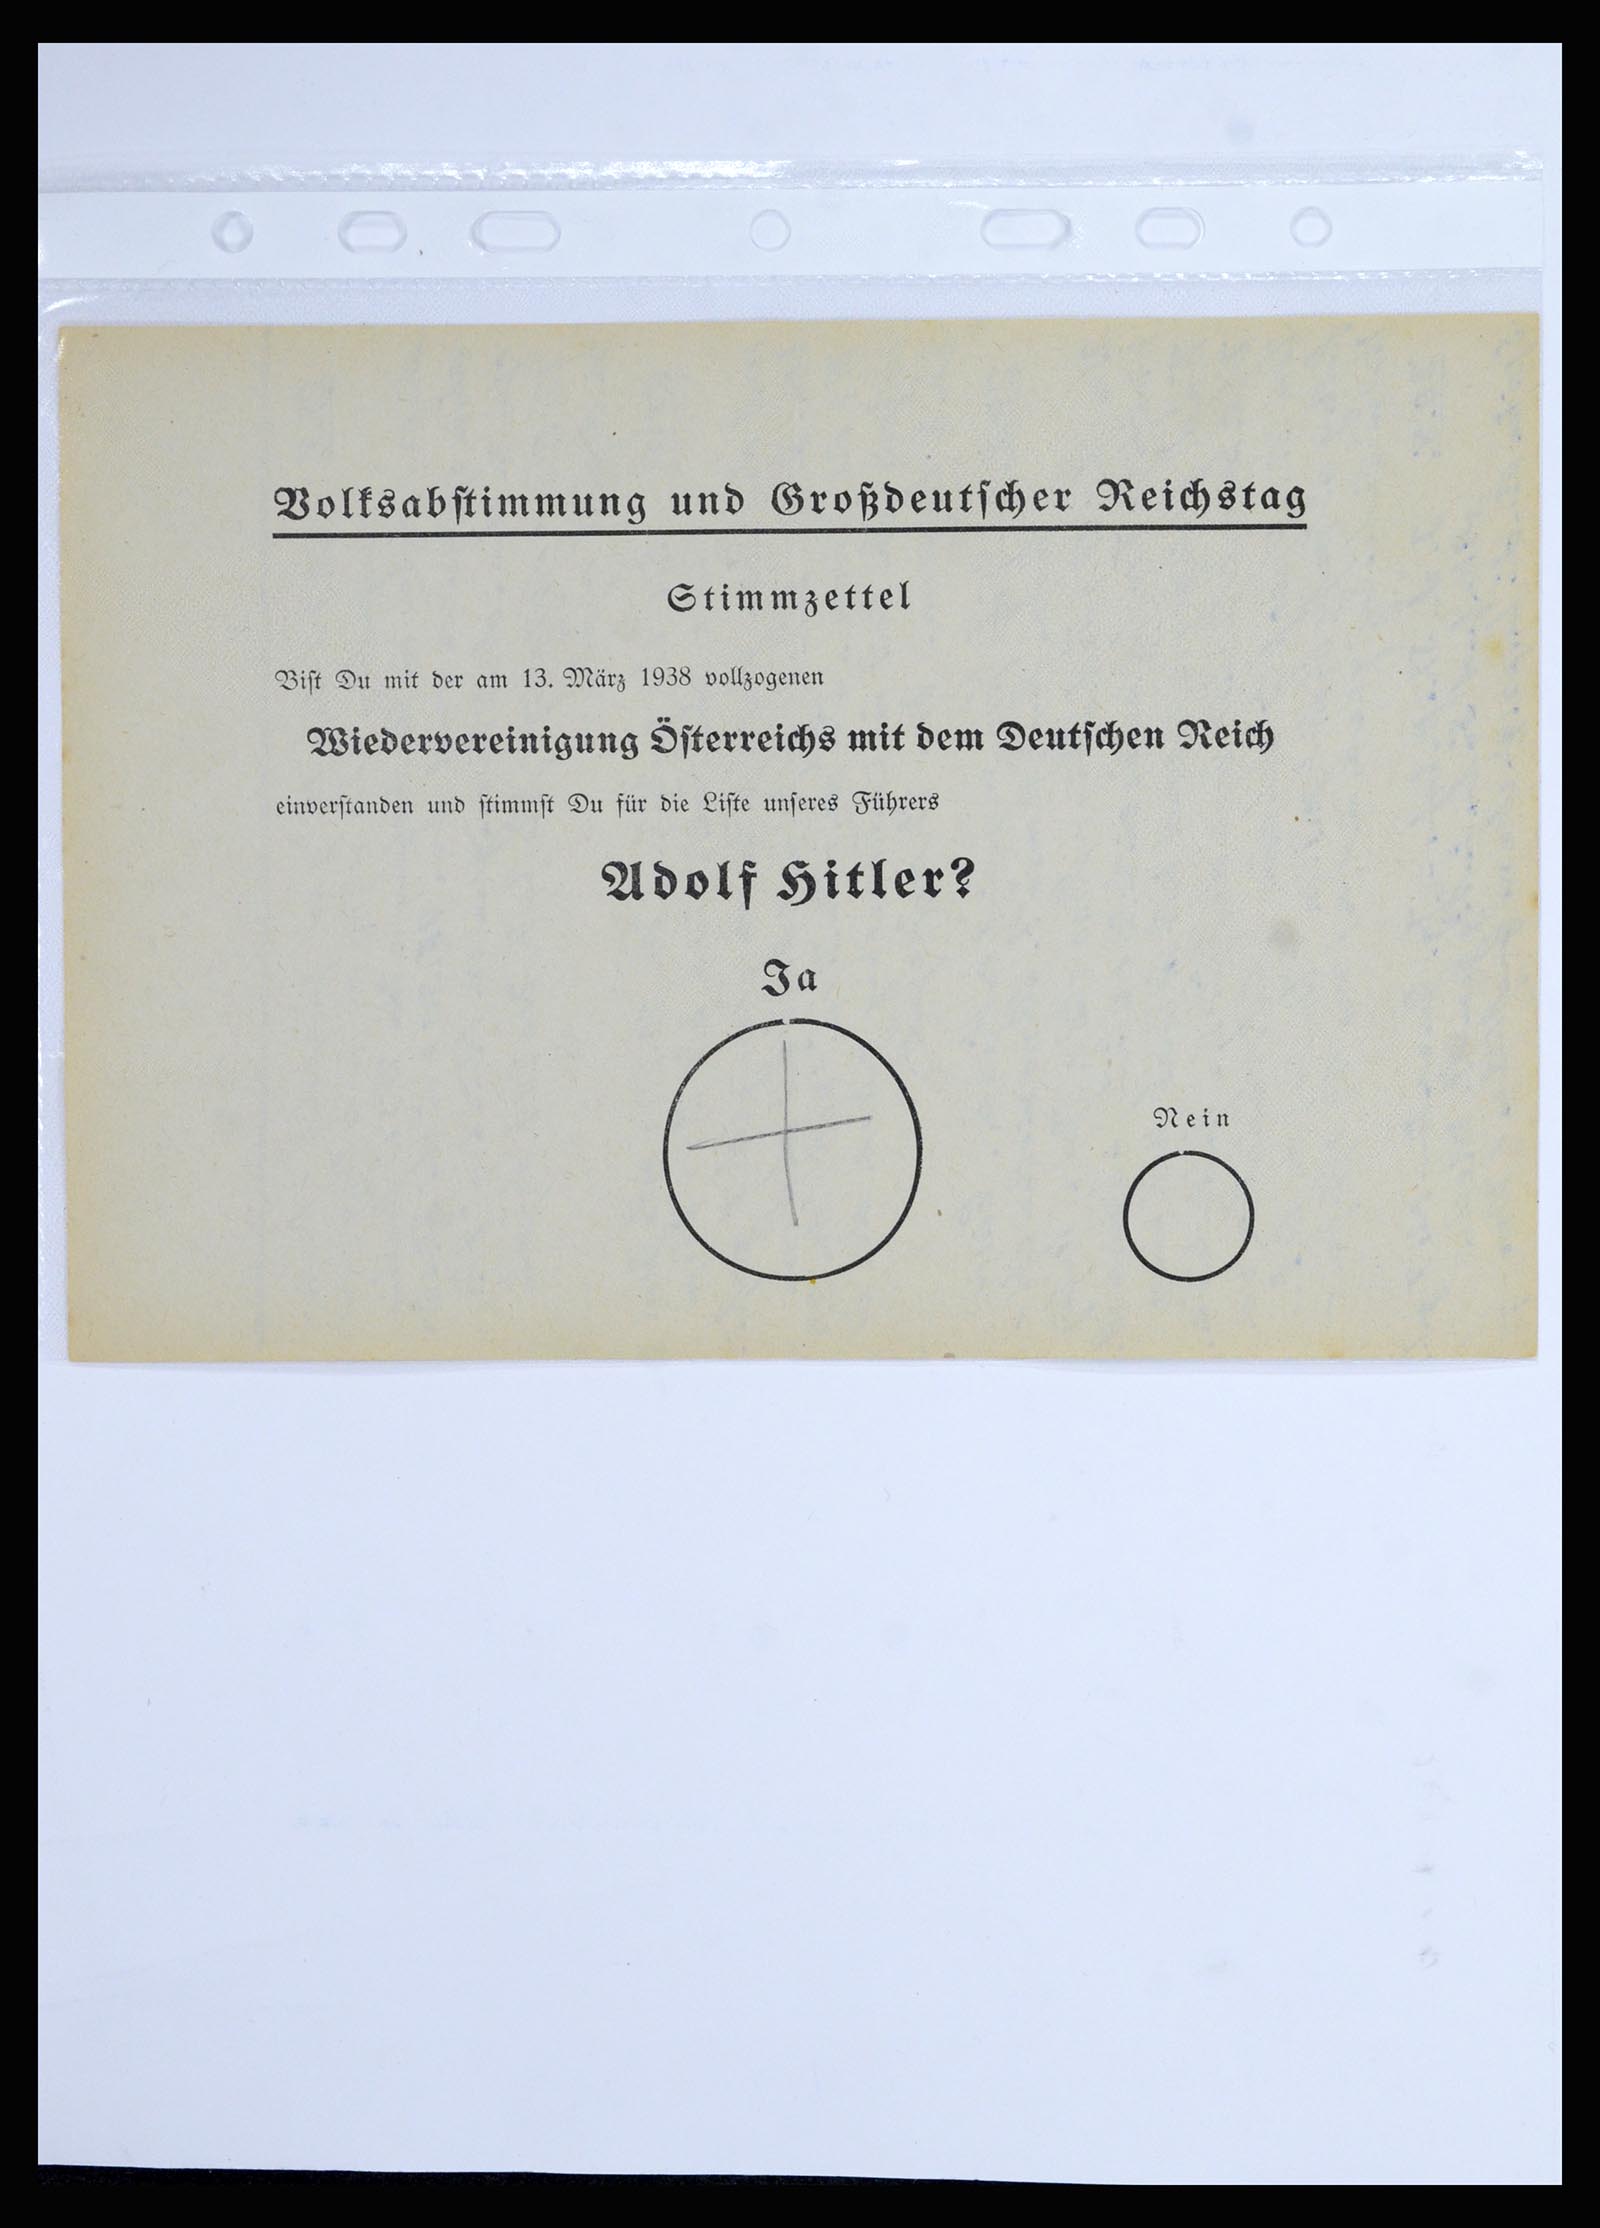 Volksabstimmung und Großdeutscher Reichstag
Stimmzettel
Bist Du mit der am 13. März 1938 vollzogenen
Wiedervereinigung Österreichs mit dem Deutschen Reich
einverstanden und stimmst Du für die Liste unseres Führers
Adolf Hitler?
Ja
Nein